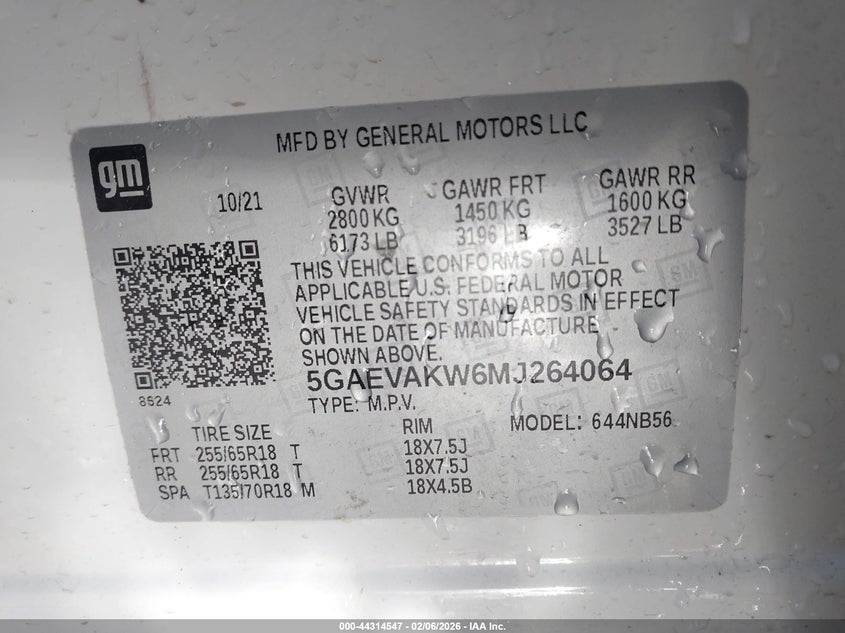 gm
MFD BY GENERAL MOTORS LLC
10/21
GVWR GAWR FRT GAWR RR
2800 KG 1450 KG 1600 KG
6173 LB 3196 LB 3527 LB
THIS VEHICLE CONFORMS TO ALL
APPLICABLE U.S. FEDERAL MOTOR
VEHICLE SAFETY STANDARDS IN EFFECT
ON THE DATE OF MANUFACTURE
SHOWN ABOVE.
5GAEVAKW6MJ264064
8524
TYPE: M.P.V. MODEL: 644NB56
TIRE SIZE RIM
FRT 255/65R18 T 18X7.5J
RR 255/65R18 T 18X7.5J
SPA T135/70R18 M 18X4.5B
000-44314547 - 02/06/2026 - IAA Inc.